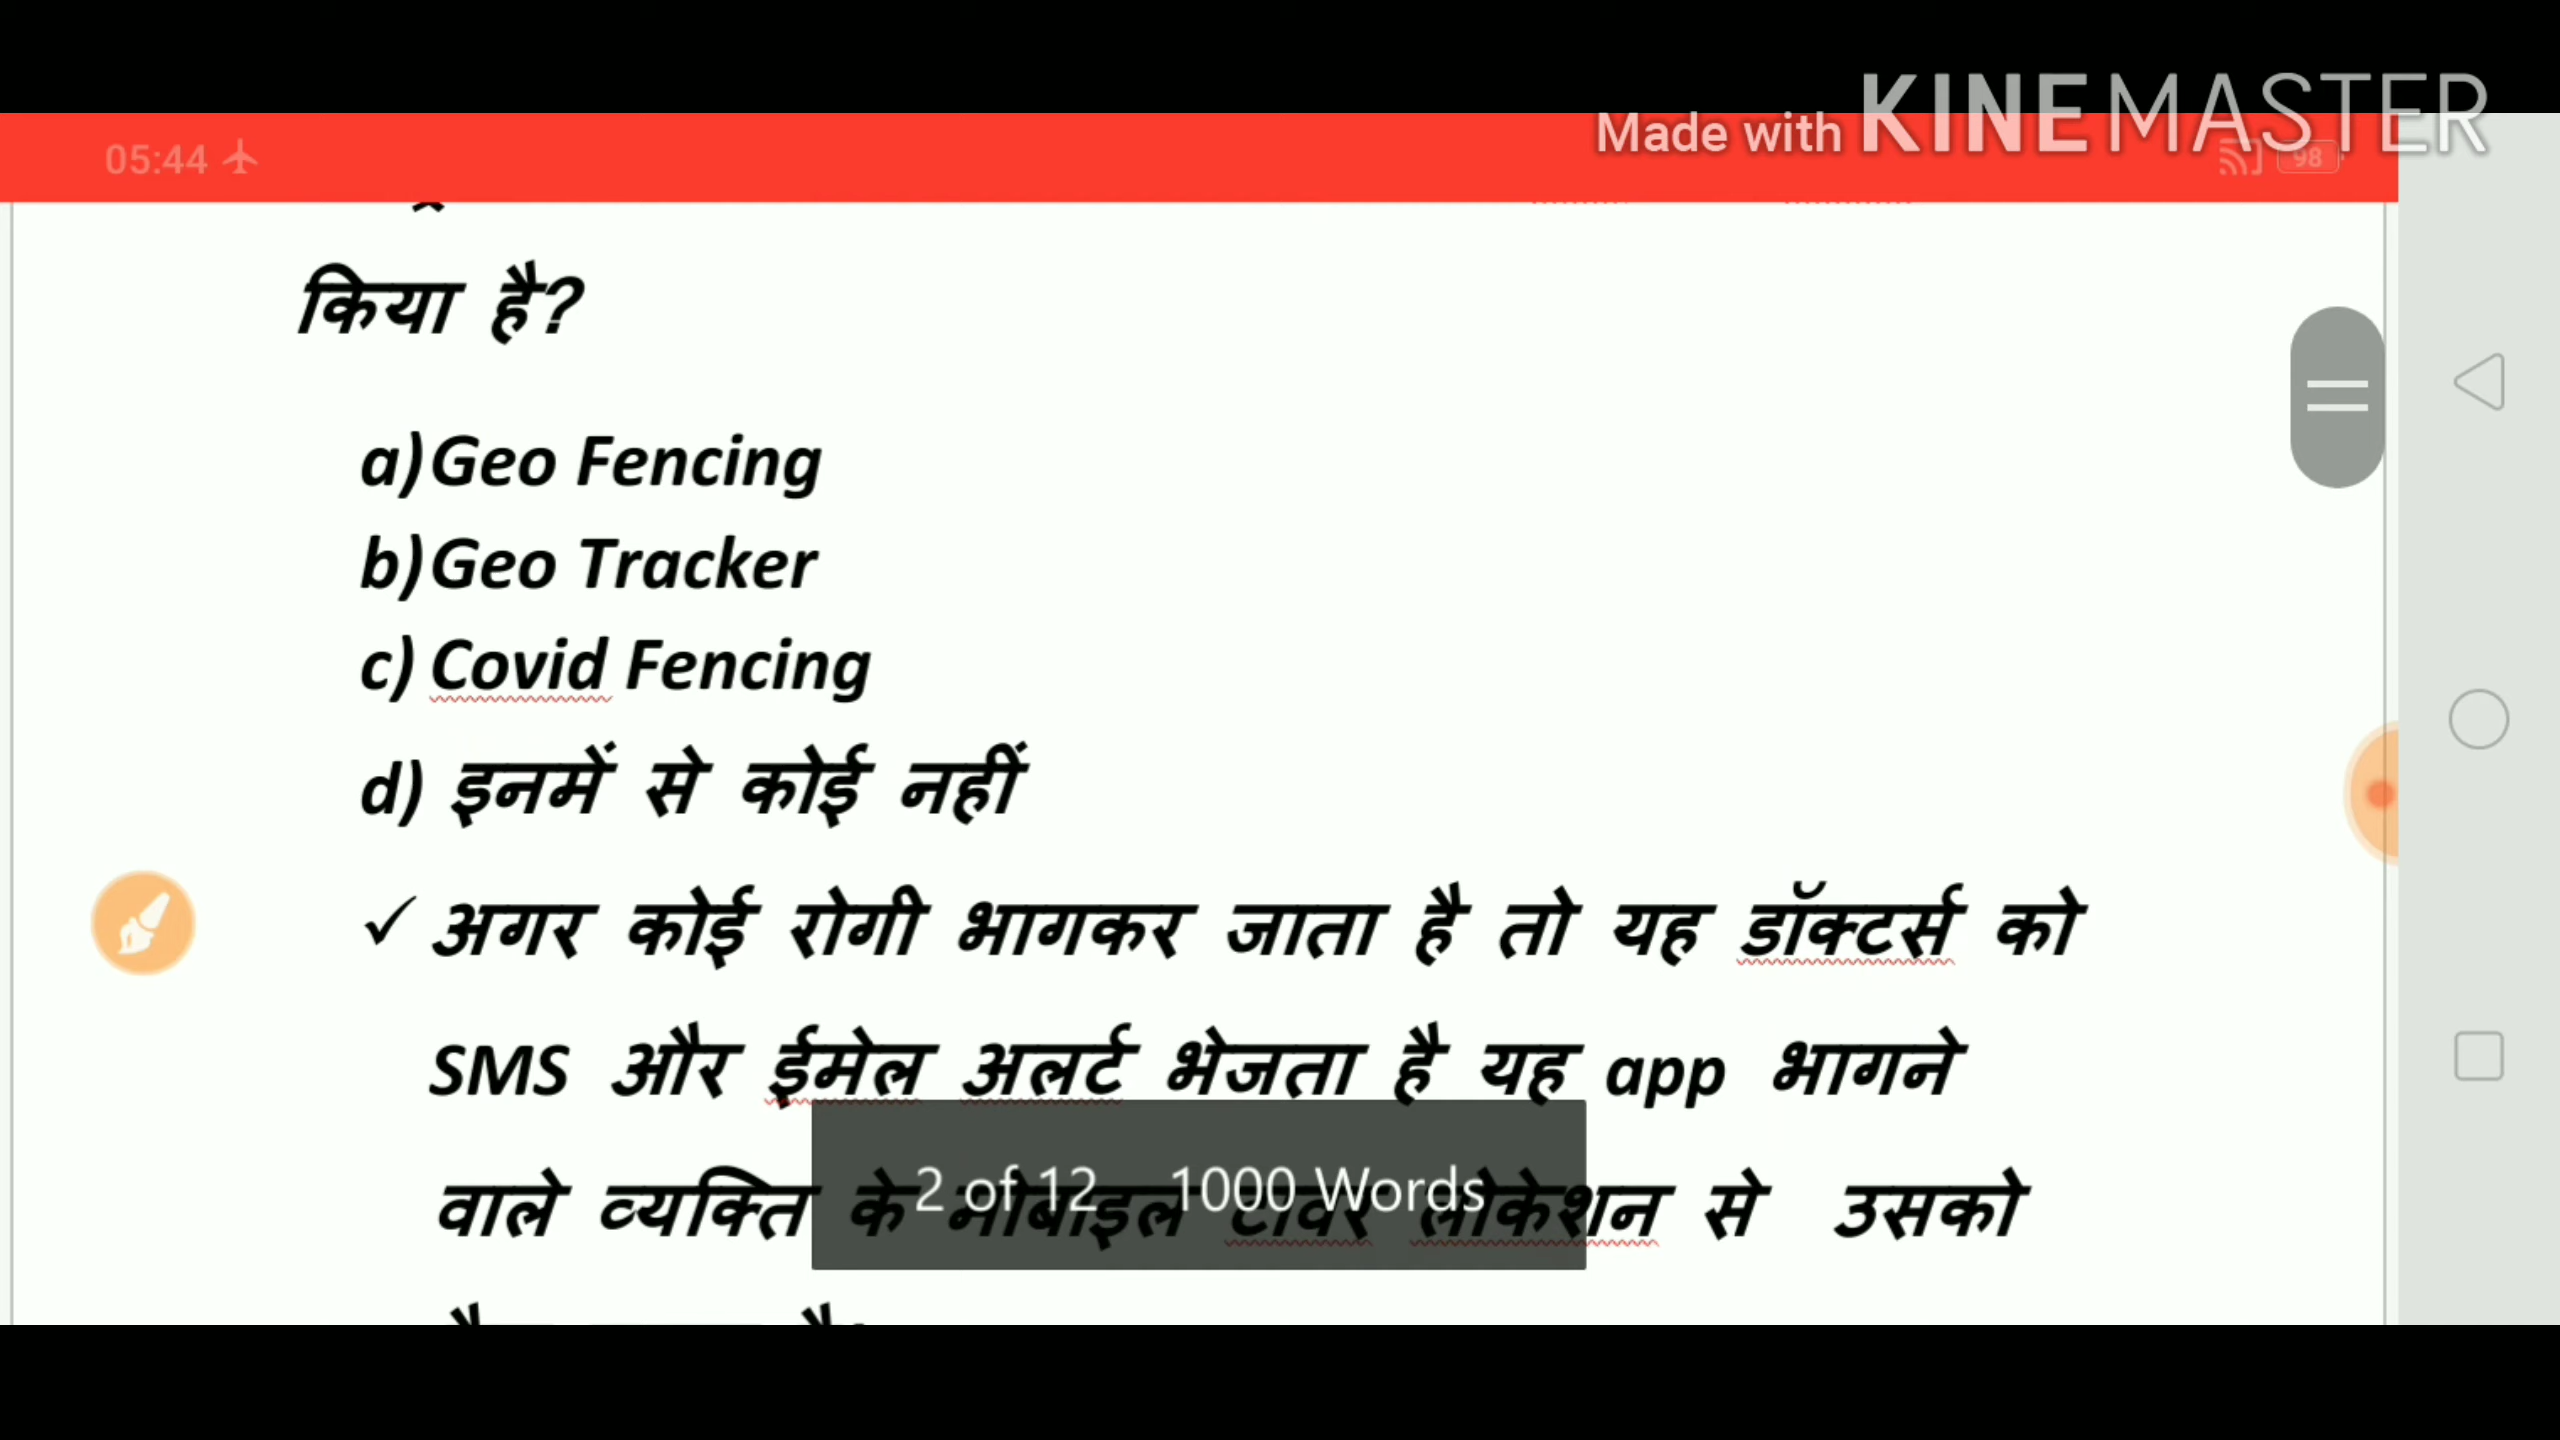 Made with KINEMASTER
05:44
98
किया है?
a) Geo Fencing
b) Geo Tracker
c) Covid Fencing
d) इनमें से कोई नहीं
✓ अगर कोई रोगी भागकर जाता है तो यह डॉक्टर्स को
SMS और ईमेल अलर्ट भेजता है यह app भागने
वाले व्यक्ति के मोबाइल टावर लोकेशन से उसको
2 of 12 1000 Words